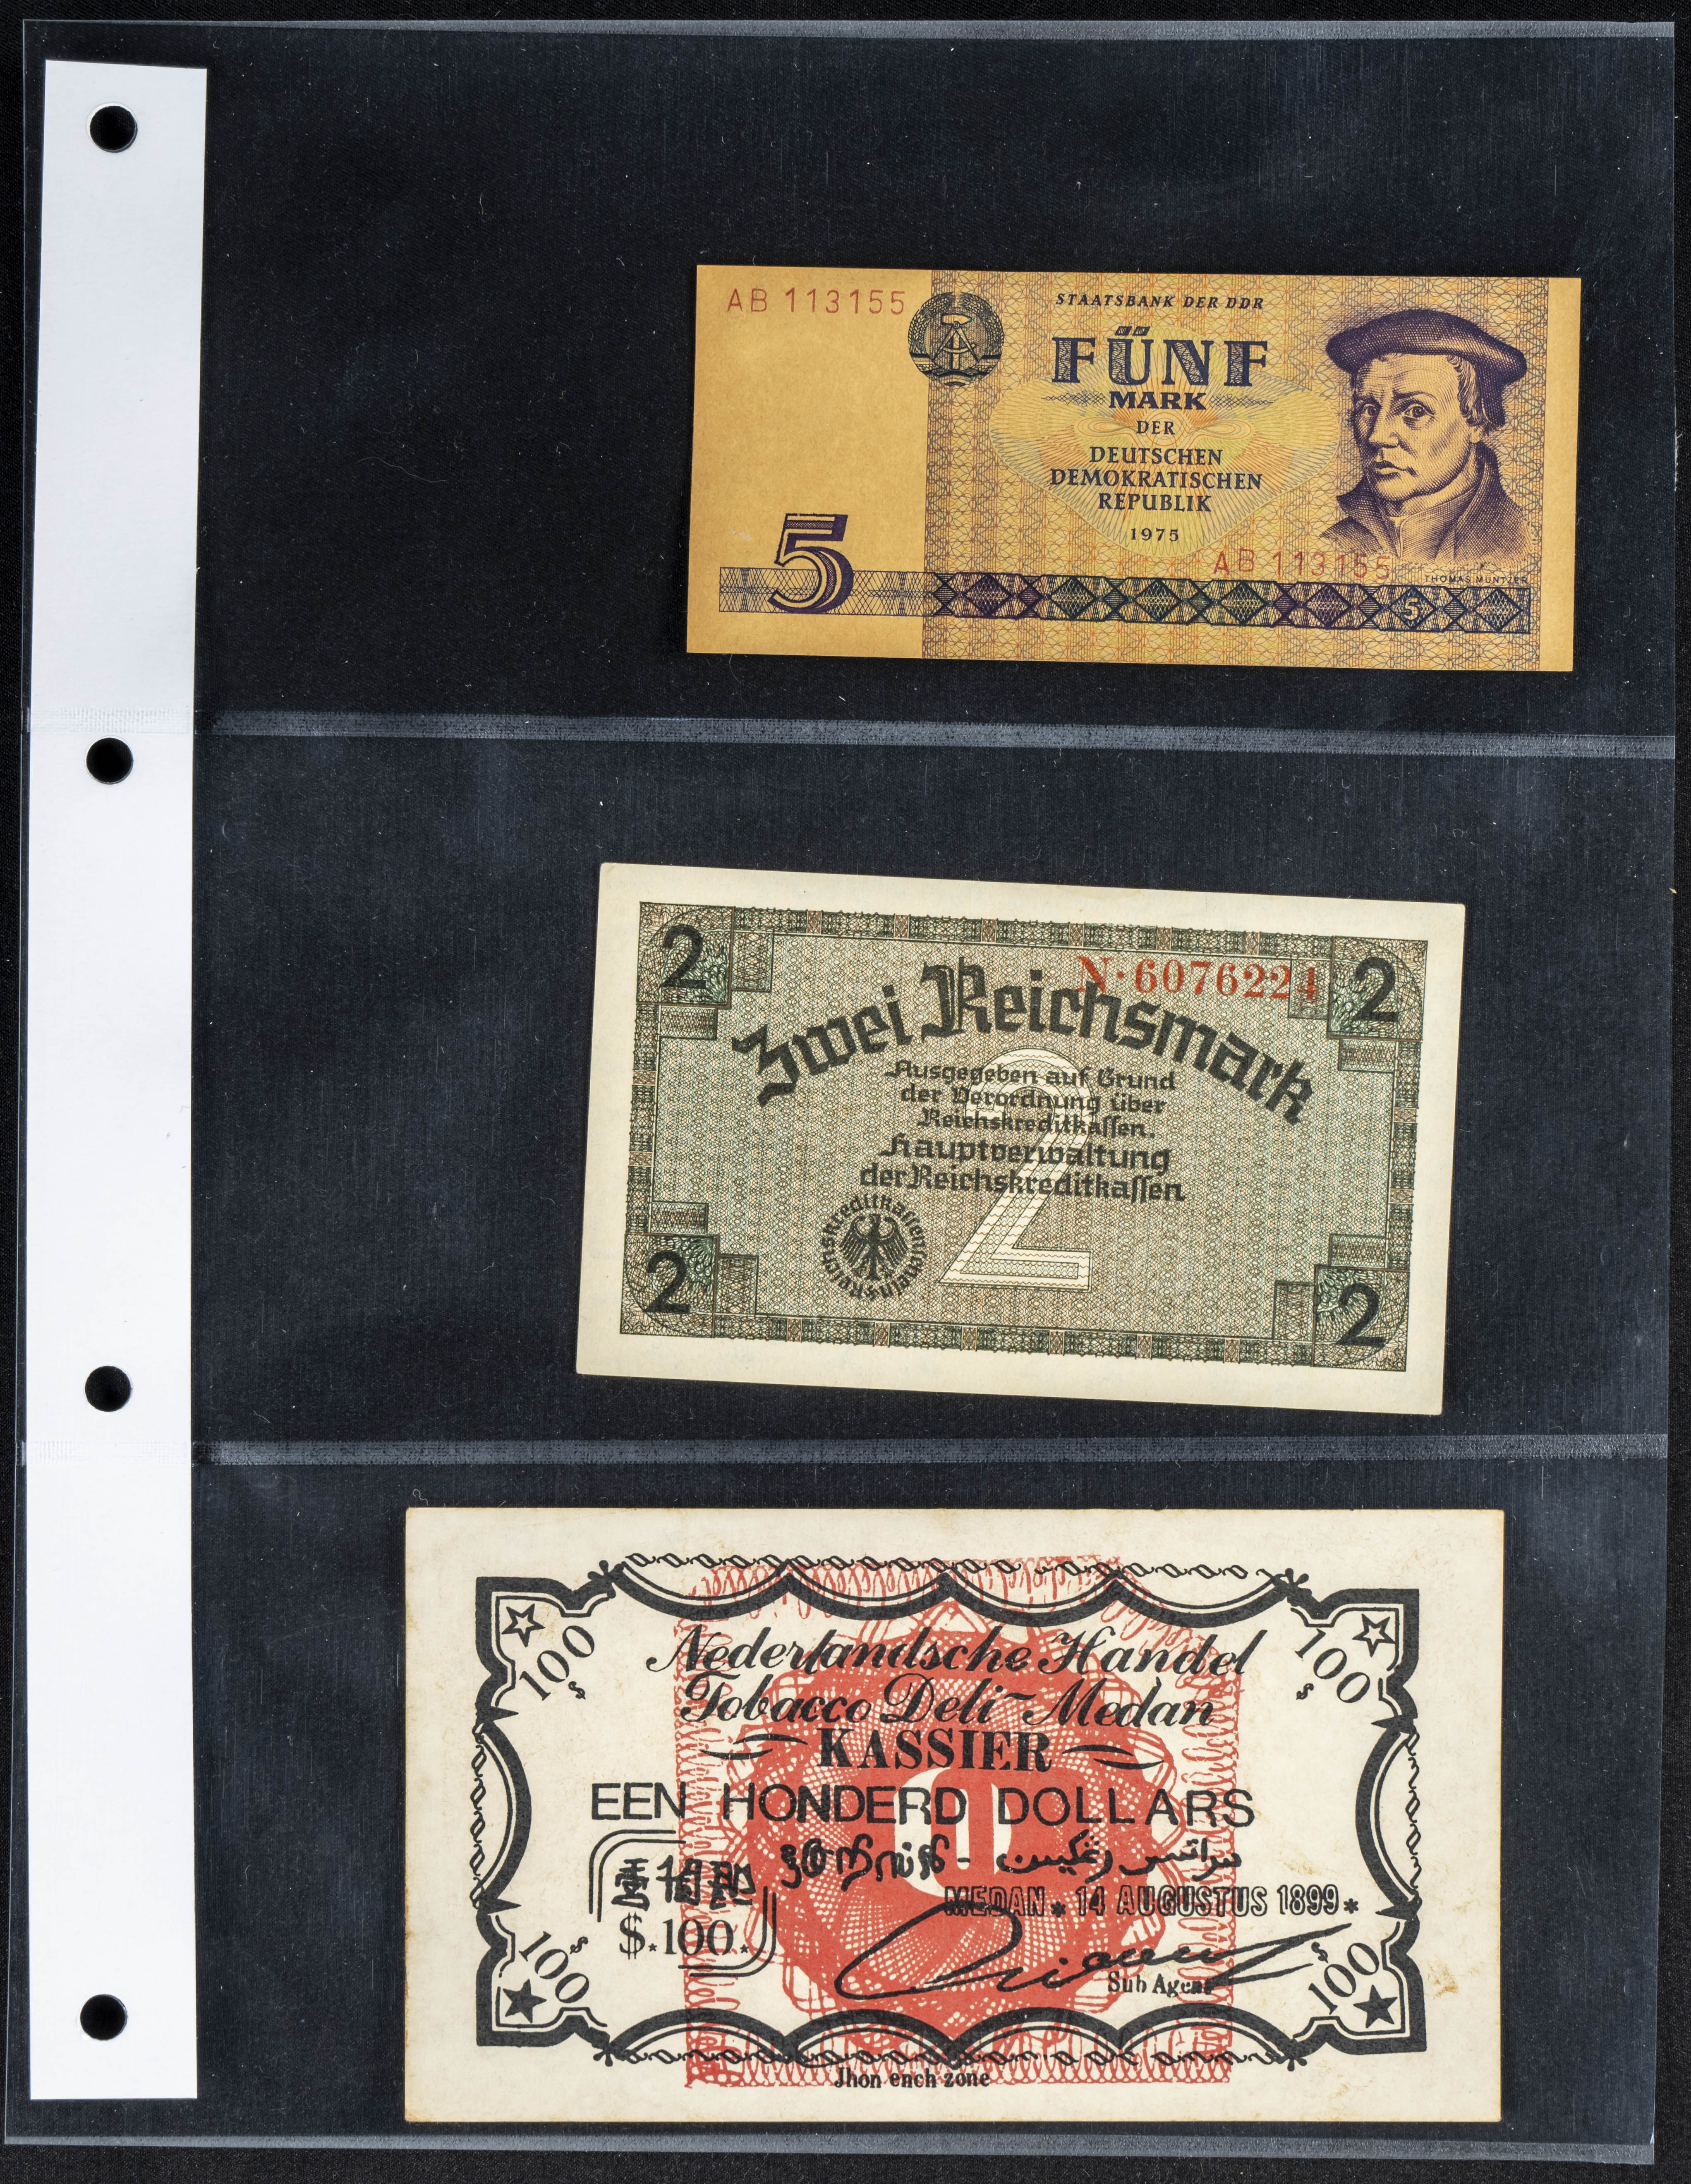 AB 113155
STAATSBANK DER DDR
FÜNF
MARK
DER
DEUTSCHEN
DEMOKRATISCHEN
REPUBLIK
1975
AB 113155
THOMAS MÜNTZER
5
5
2
2
N· 6076224
Zwei Reichsmark
2
Ausgegeben auf Grund
der Verordnung über
Reichskreditkassen.
Hauptverwaltung
der Reichskreditkassen
Reichskreditkassenschein
2
2
100 $
100 $
Nederlandsche Handel
Tobacco Deli-Medan
KASSIER
EEN HONDERD DOLLARS
MEDAN * 14 AUGUSTUS 1899 *
$.100.
Sub Agent
100 $
100 $
Jhon ench zone